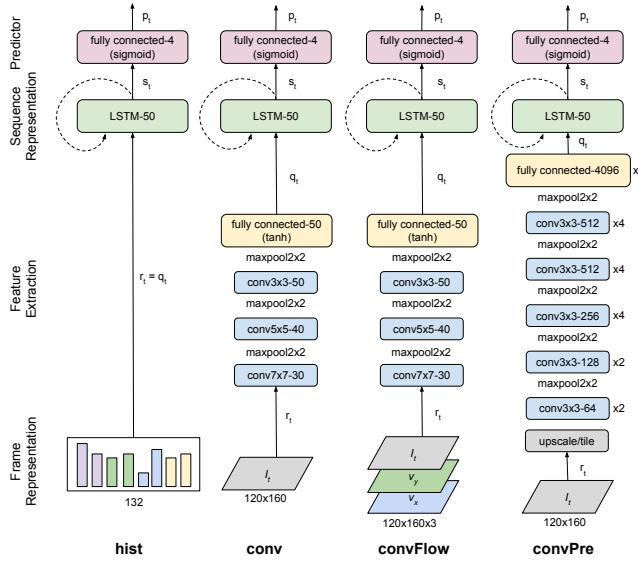 Predictor
Sequence
Representation
Feature
Extraction
Frame
Representation
p_t
fully connected-4
(sigmoid)
s_t
LSTM-50
r_t = q_t
132
hist
p_t
fully connected-4
(sigmoid)
s_t
LSTM-50
q_t
fully connected-50
(tanh)
maxpool2x2
conv3x3-50
maxpool2x2
conv5x5-40
maxpool2x2
conv7x7-30
r_t
I_t
120x160
conv
p_t
fully connected-4
(sigmoid)
s_t
LSTM-50
q_t
fully connected-50
(tanh)
maxpool2x2
conv3x3-50
maxpool2x2
conv5x5-40
maxpool2x2
conv7x7-30
r_t
I_t
v_y
v_x
120x160x3
convFlow
p_t
fully connected-4
(sigmoid)
s_t
LSTM-50
q_t
fully connected-4096 x
maxpool2x2
conv3x3-512 x4
maxpool2x2
conv3x3-512 x4
maxpool2x2
conv3x3-256 x4
maxpool2x2
conv3x3-128 x2
maxpool2x2
conv3x3-64 x2
upscale/tile
r_t
I_t
120x160
convPre